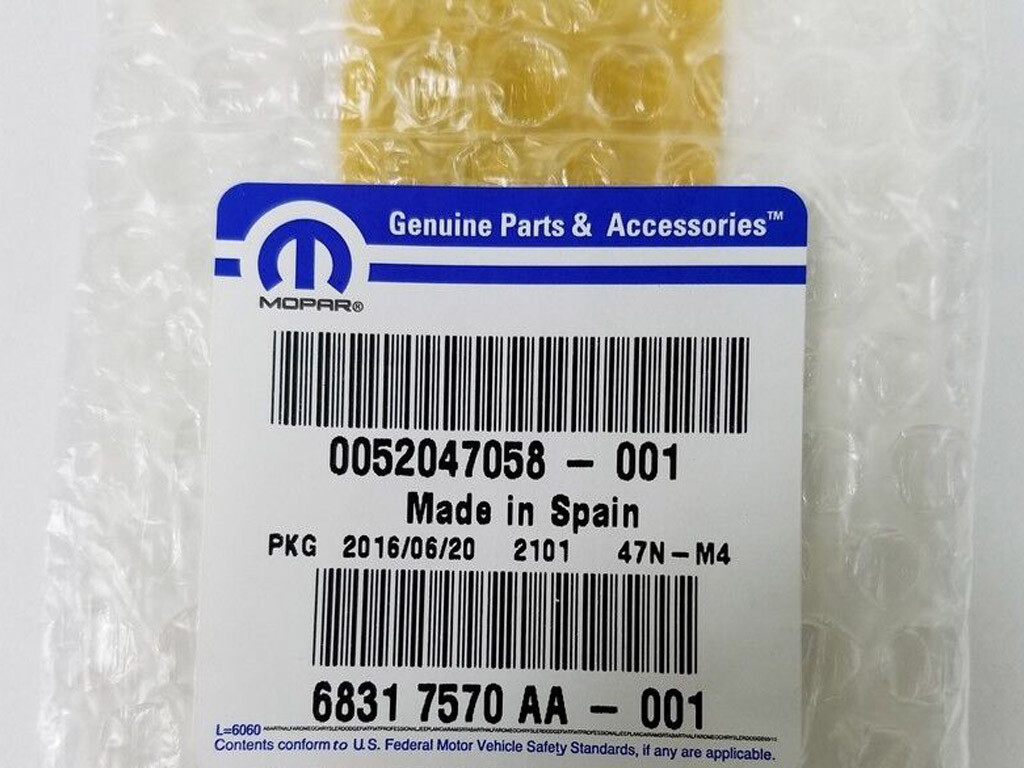 Genuine Parts & Accessories™
MOPAR®
0052047058 – 001
Made in Spain
PKG 2016/06/20 2101 47N–M4
6831 7570 AA – 001
L=6060
Contents conform to U.S. Federal Motor Vehicle Safety Standards, if any are applicable.